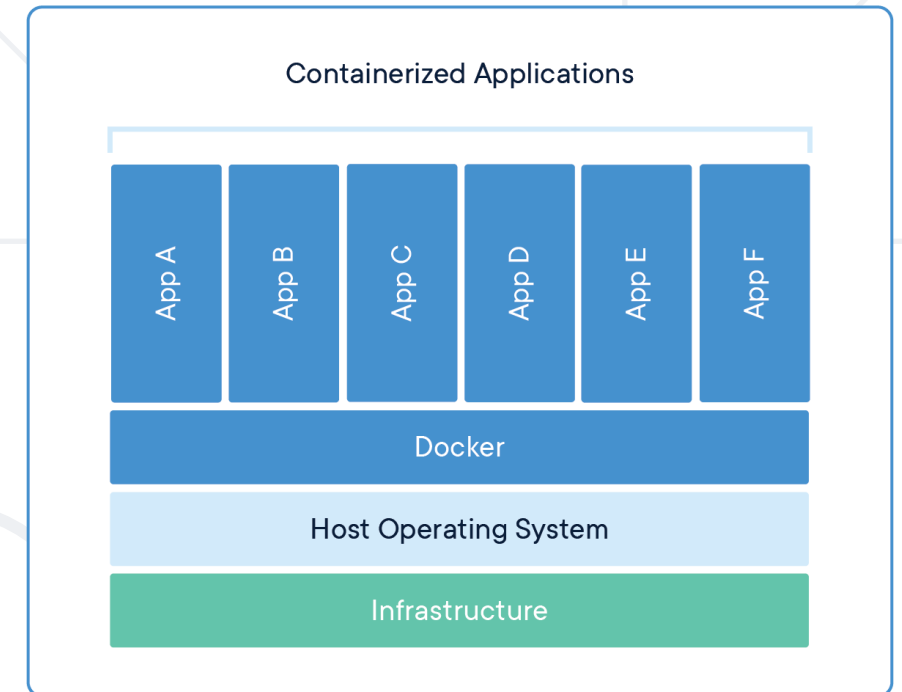 Containerized Applications
App A
App B
App C
App D
App E
App F
Docker
Host Operating System
Infrastructure